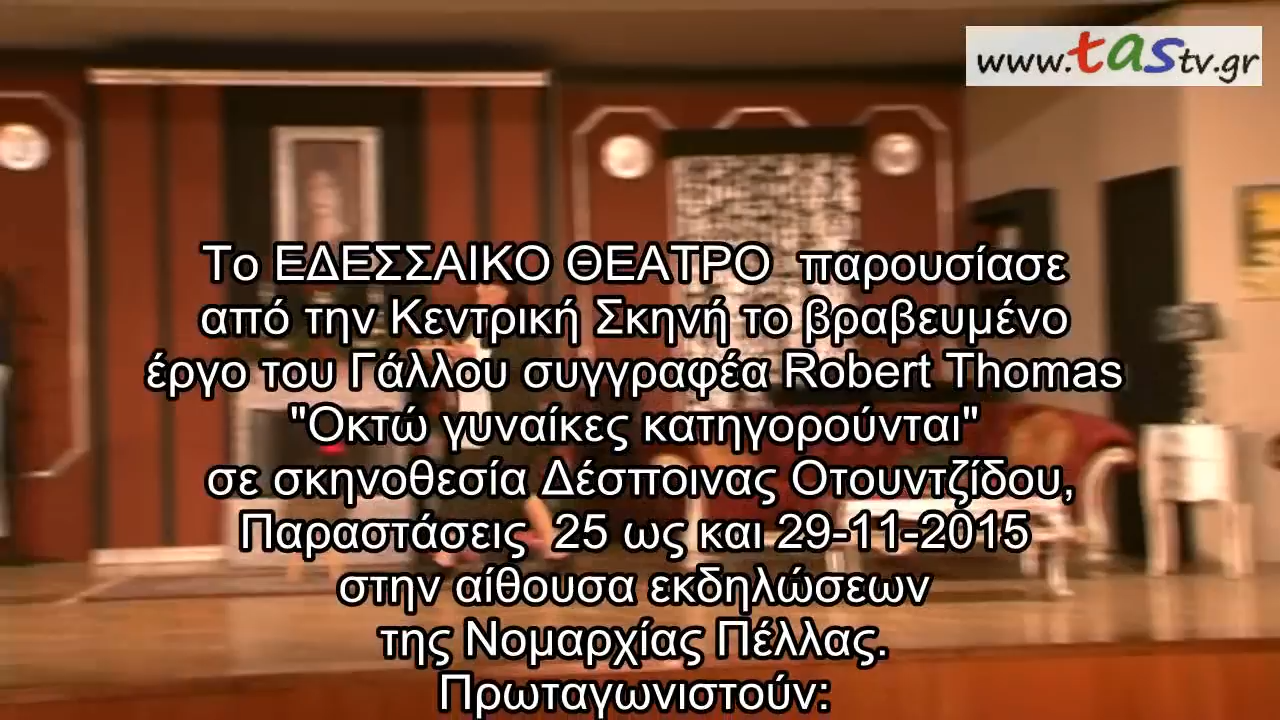 www.tastv.gr
Το ΕΔΕΣΣΑΙΚΟ ΘΕΑΤΡΟ παρουσίασε
από την Κεντρική Σκηνή το βραβευμένο
έργο του Γάλλου συγγραφέα Robert Thomas
"Οκτώ γυναίκες κατηγορούνται"
σε σκηνοθεσία Δέσποινας Οτουντζίδου,
Παραστάσεις 25 ως και 29-11-2015
στην αίθουσα εκδηλώσεων
της Νομαρχίας Πέλλας.
Πρωταγωνιστούν: